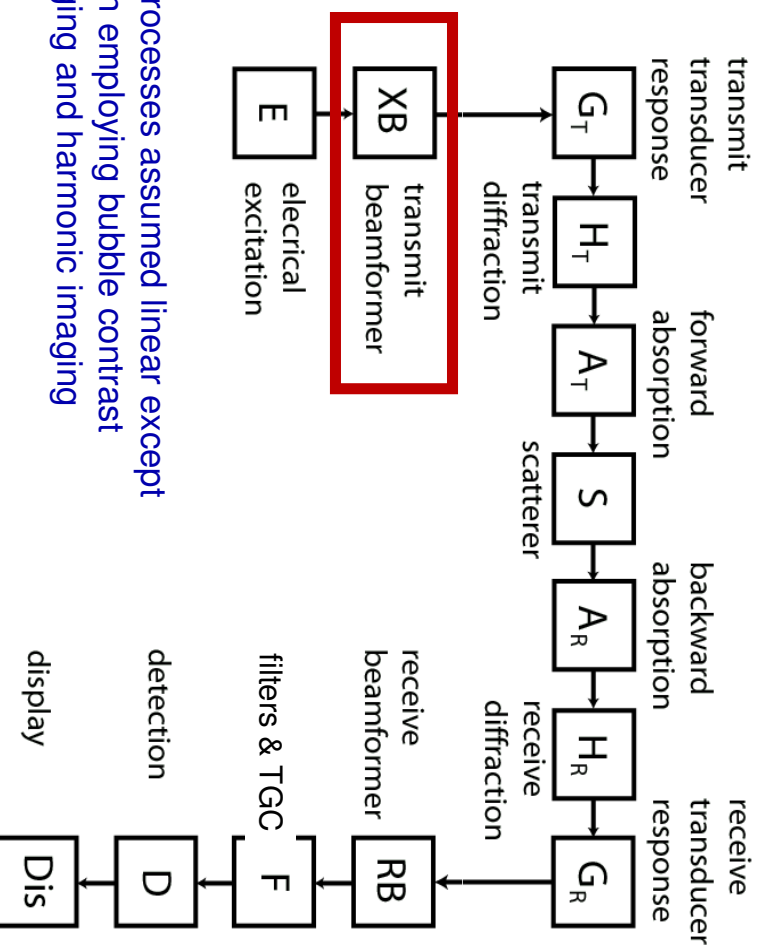 transmit
transducer
response
G_T
H_T
transmit
diffraction
forward
absorption
A_T
S
scatterer
backward
absorption
A_R
H_R
receive
diffraction
receive
transducer
response
G_R
XB
transmit
beamformer
E
elecrical
excitation
receive
beamformer
RB
filters & TGC
F
detection
D
display
Dis
assumed linear except
employing bubble contrast
and harmonic imaging